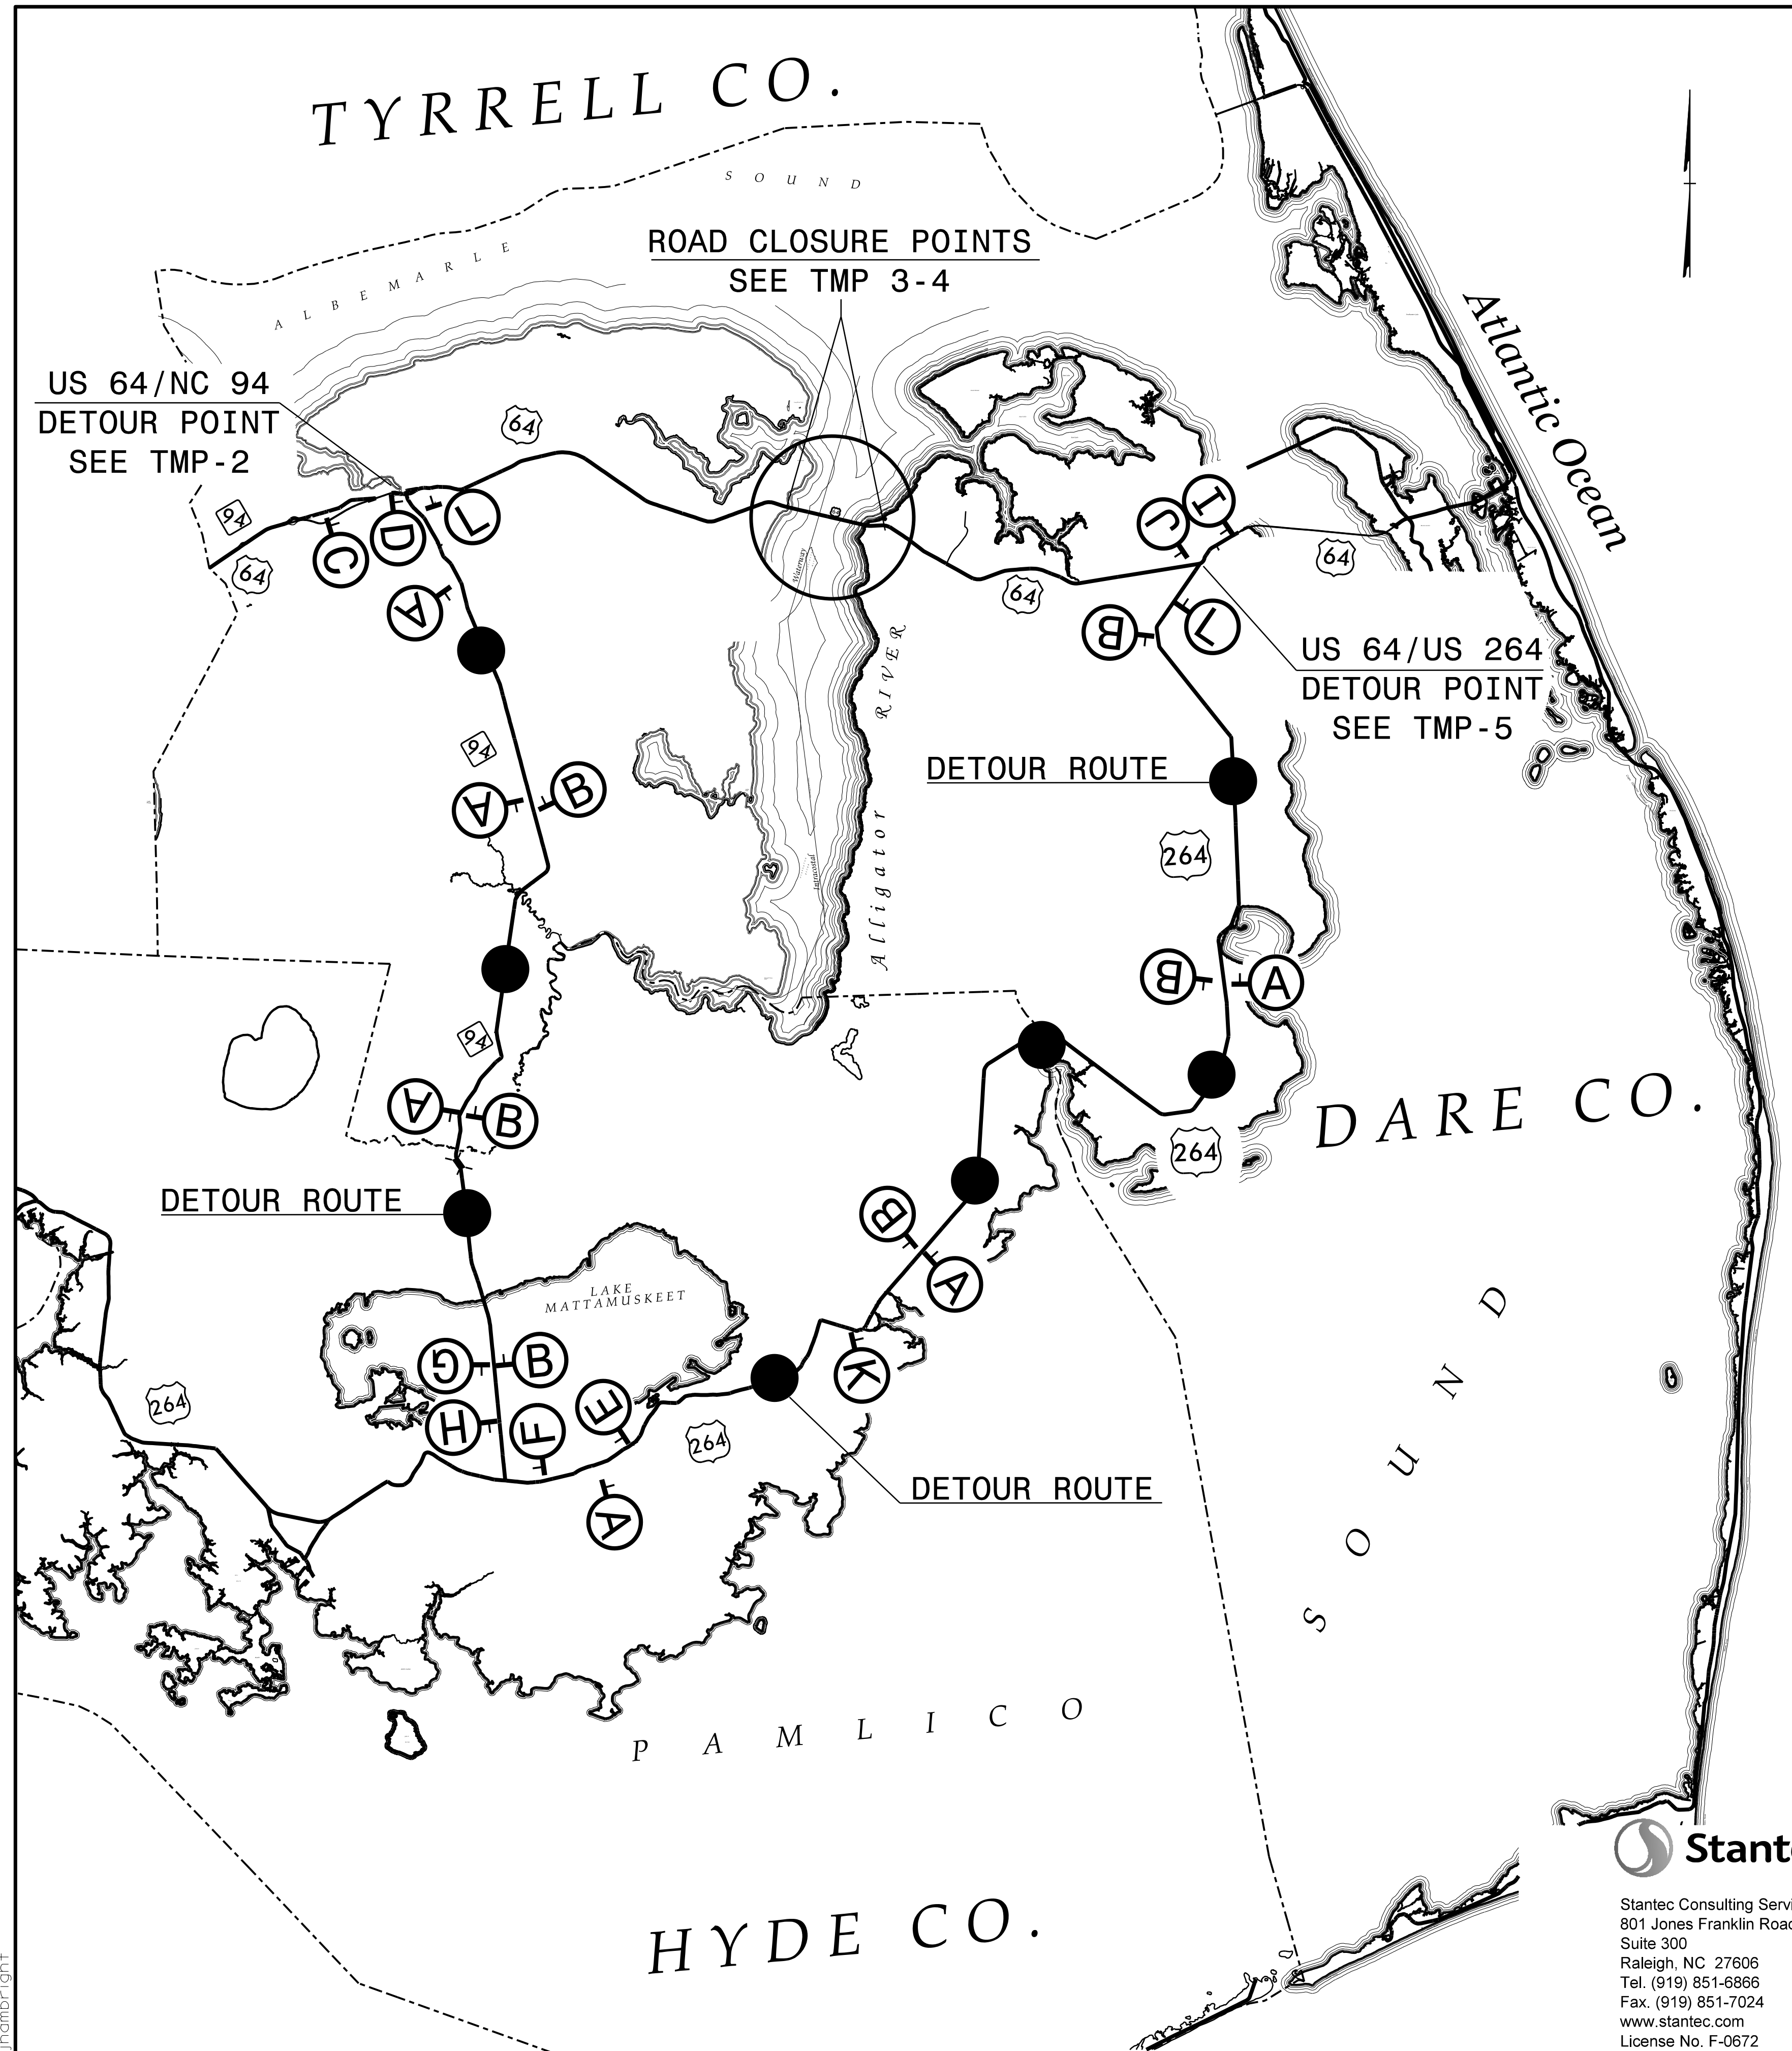 TYRRELL CO.
SOUND
ALBEMARLE
ROAD CLOSURE POINTS
SEE TMP 3-4
Atlantic Ocean
US 64/NC 94
DETOUR POINT
SEE TMP-2
64
94
64
C
D
L
A
Waterway
64
J
I
64
B
L
US 64/US 264
DETOUR POINT
SEE TMP-5
Alligator RIVER
94
A
B
DETOUR ROUTE
264
Intracostal
B
A
94
A
B
DARE CO.
264
DETOUR ROUTE
B
A
LAKE
MATTAMUSKEET
G
B
K
264
H
F
E
264
A
DETOUR ROUTE
PAMLICO
SOUND
HYDE CO.
Stante
Stantec Consulting Servi
801 Jones Franklin Road
Suite 300
Raleigh, NC 27606
Tel. (919) 851-6866
Fax. (919) 851-7024
www.stantec.com
License No. F-0672